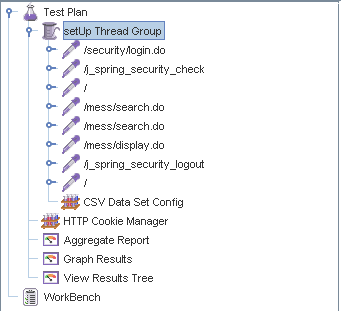 Test Plan
setUp Thread Group
/security/login.do
/j_spring_security_check
/
/mess/search.do
/mess/search.do
/mess/display.do
/j_spring_security_logout
/
CSV Data Set Config
HTTP Cookie Manager
Aggregate Report
Graph Results
View Results Tree
WorkBench